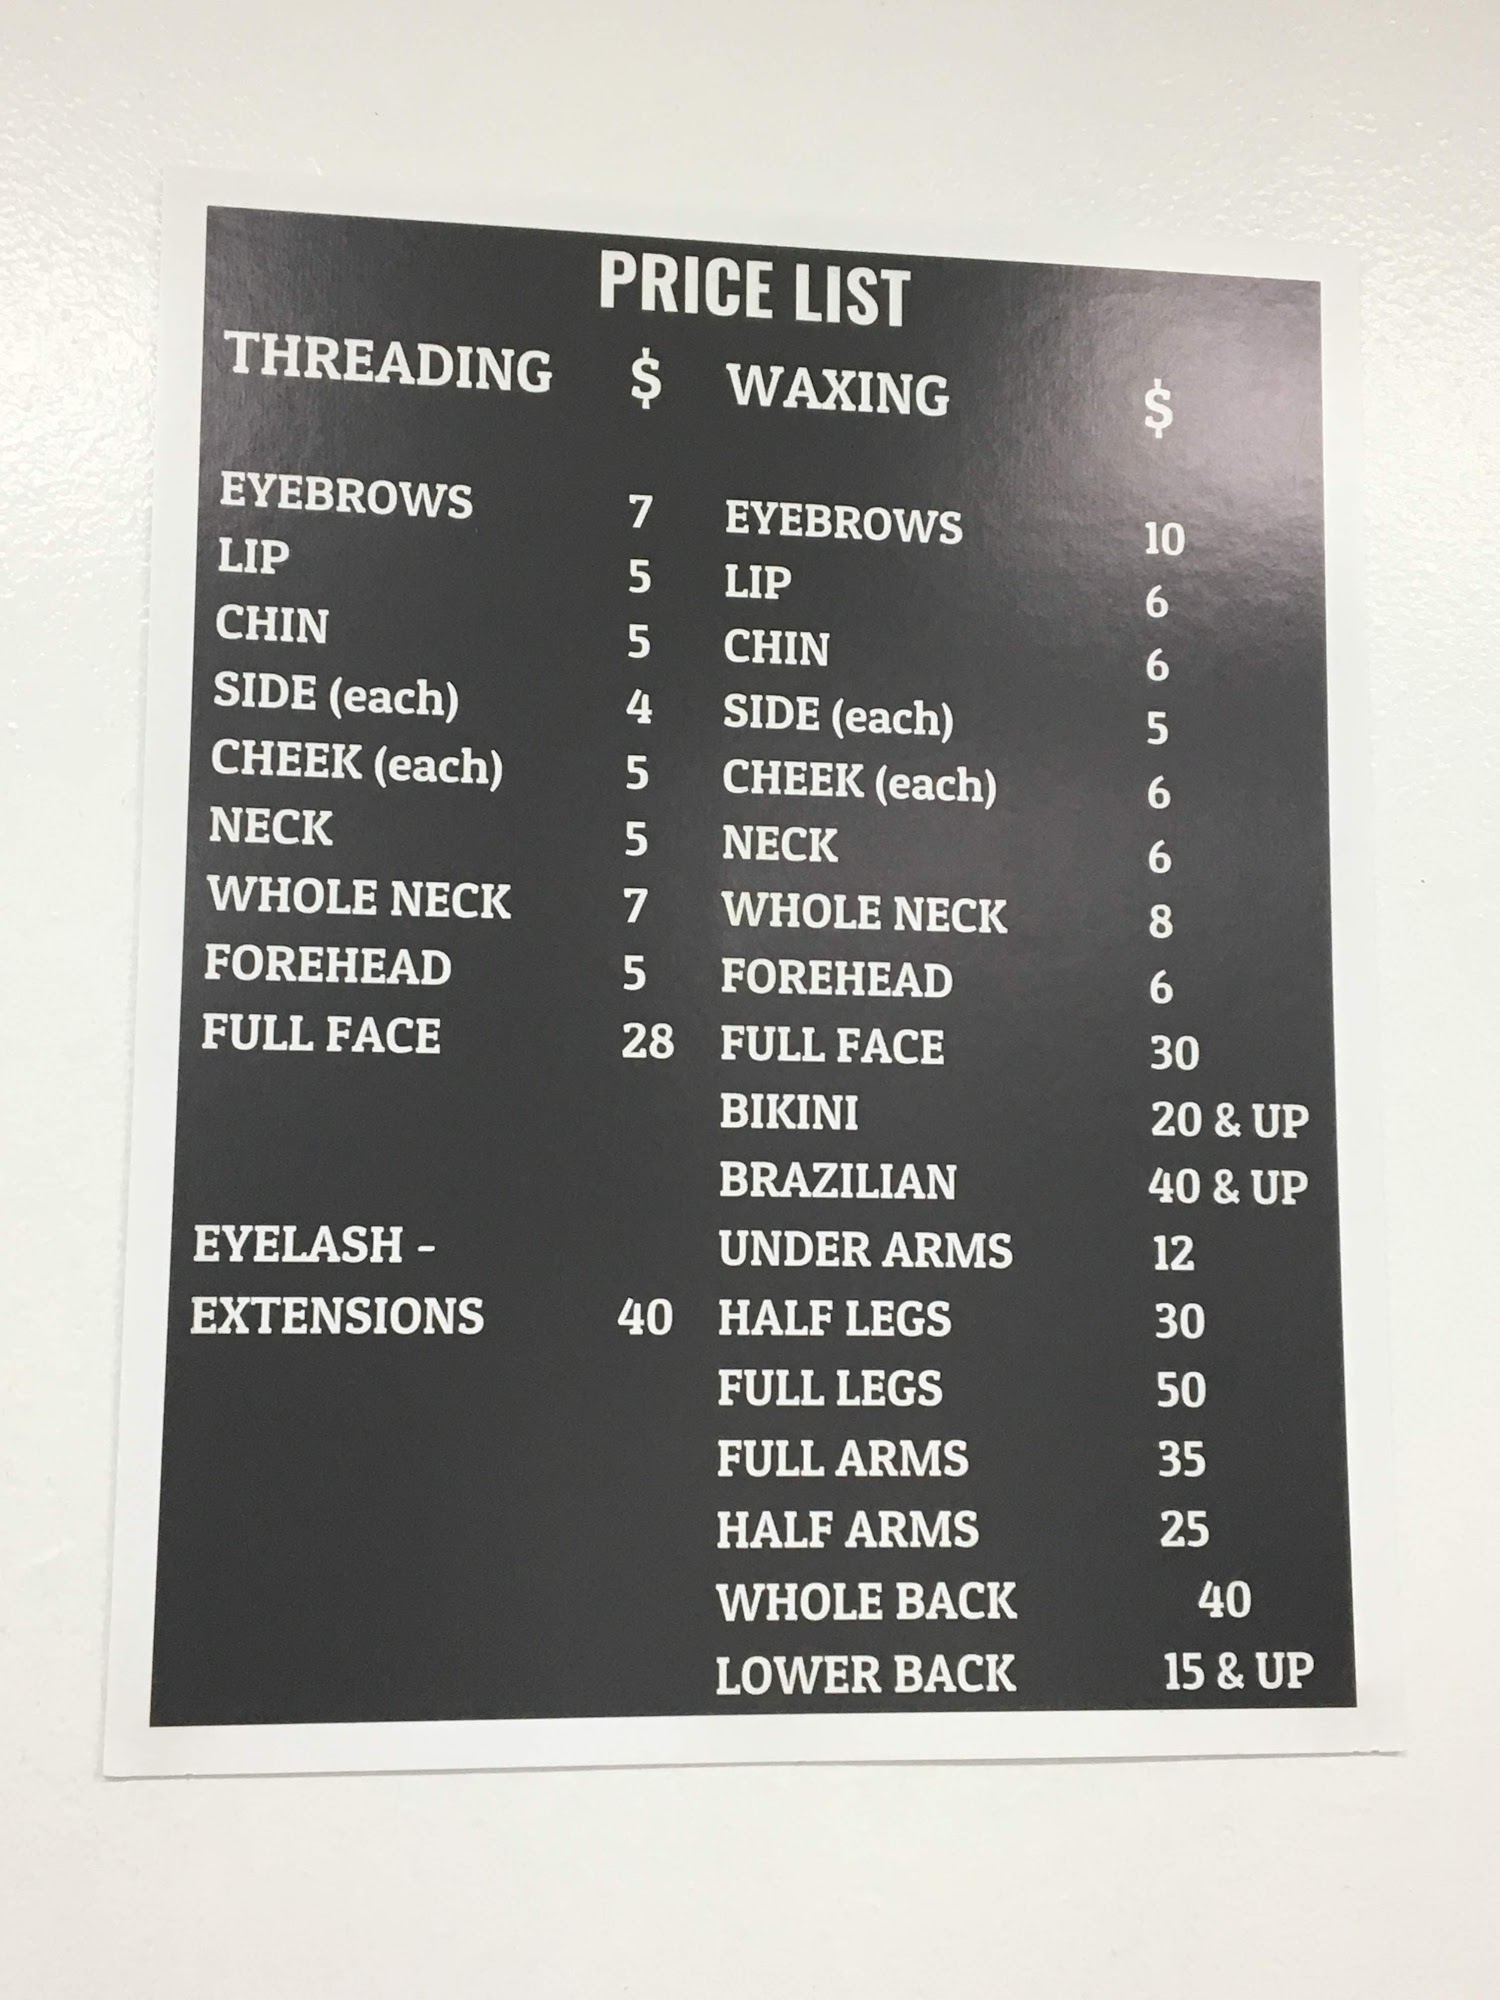 PRICE LIST
THREADING $ WAXING $
EYEBROWS 7 EYEBROWS 10
LIP 5 LIP 6
CHIN 5 CHIN 6
SIDE (each) 4 SIDE (each) 5
CHEEK (each) 5 CHEEK (each) 6
NECK 5 NECK 6
WHOLE NECK 7 WHOLE NECK 8
FOREHEAD 5 FOREHEAD 6
FULL FACE 28 FULL FACE 30
BIKINI 20 & UP
BRAZILIAN 40 & UP
EYELASH - UNDER ARMS 12
EXTENSIONS 40 HALF LEGS 30
FULL LEGS 50
FULL ARMS 35
HALF ARMS 25
WHOLE BACK 40
LOWER BACK 15 & UP